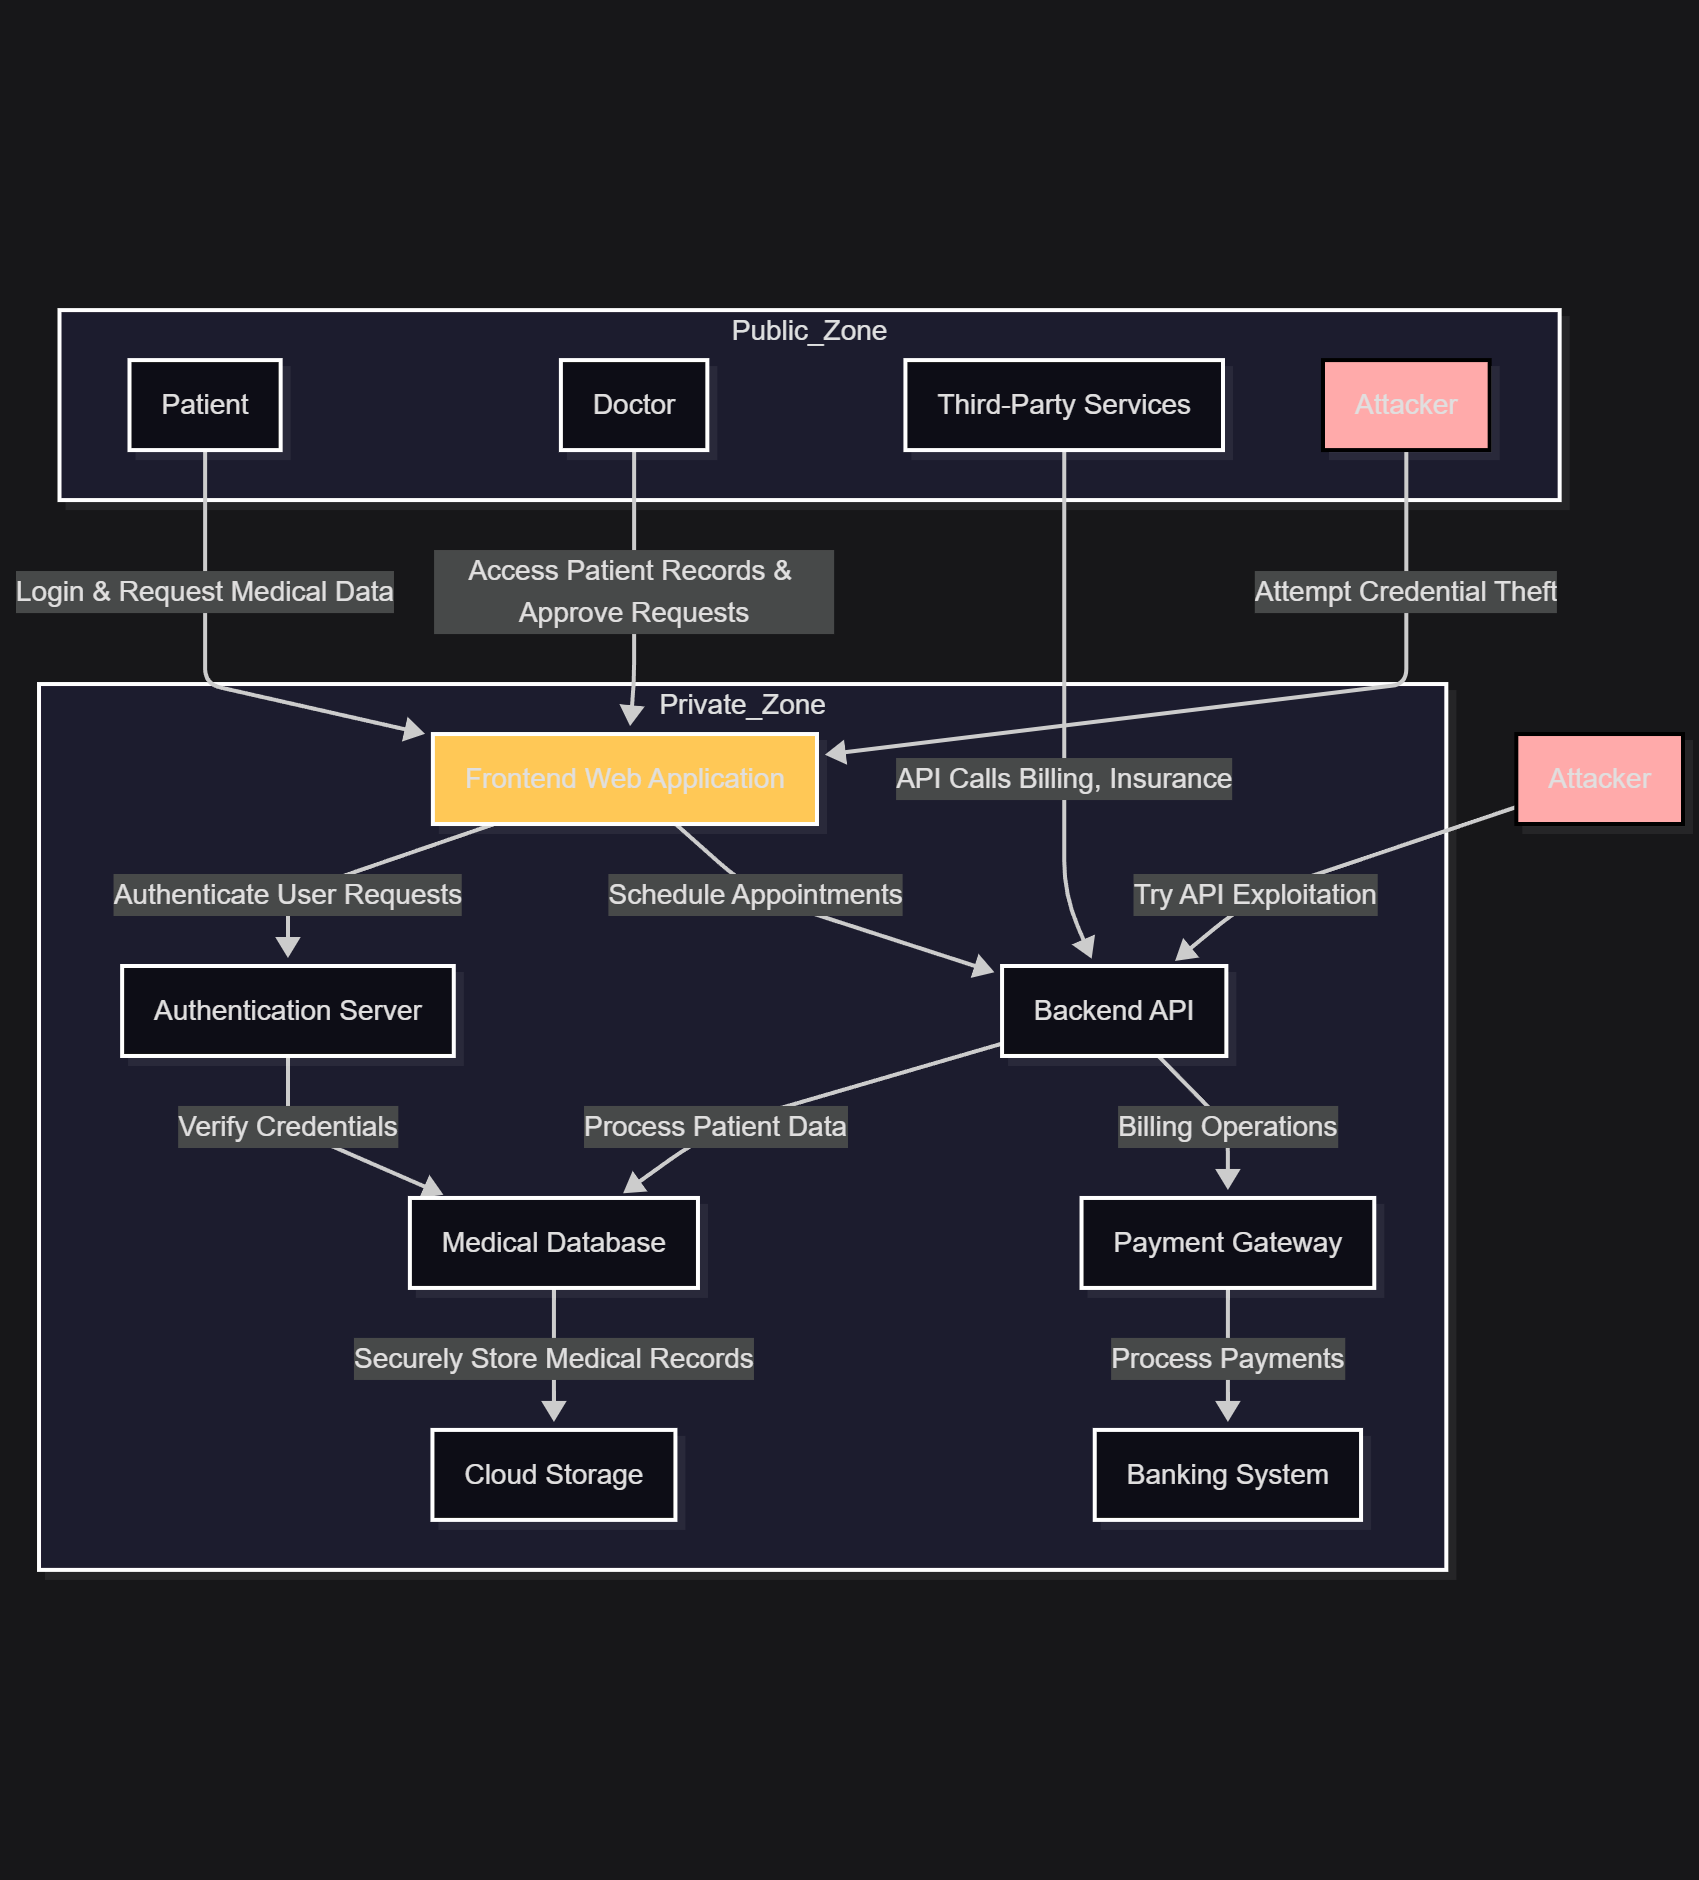 Public_Zone
Patient
Doctor
Third-Party Services
Attacker
Login & Request Medical Data
Access Patient Records &
Approve Requests
Attempt Credential Theft
Private_Zone
Frontend Web Application
API Calls Billing, Insurance
Attacker
Authenticate User Requests
Schedule Appointments
Try API Exploitation
Authentication Server
Backend API
Verify Credentials
Process Patient Data
Billing Operations
Medical Database
Payment Gateway
Securely Store Medical Records
Process Payments
Cloud Storage
Banking System